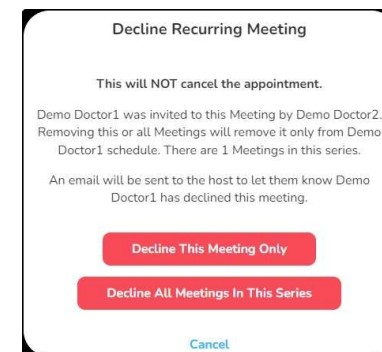 Decline Recurring Meeting
This will NOT cancel the appointment.
Demo Doctor1 was invited to this Meeting by Demo Doctor2.
Removing this or all Meetings will remove it only from Demo
Doctor1 schedule. There are 1 Meetings in this series.
An email will be sent to the host to let them know Demo
Doctor1 has declined this meeting.
Decline This Meeting Only
Decline All Meetings In This Series
Cancel